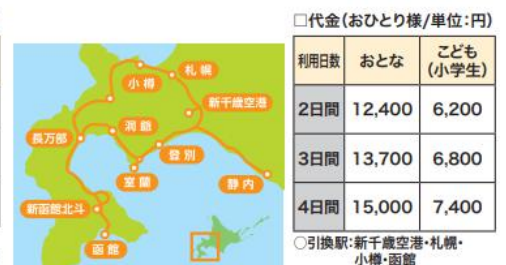 小樽
札幌
新千歳空港
洞爺
長万部
登別
室蘭
静内
新函館北斗
函館
□代金(おひとり様/単位:円)
利用日数 おとな こども(小学生)
2日間 12,400 6,200
3日間 13,700 6,800
4日間 15,000 7,400
○引換駅:新千歳空港・札幌・
小樽・函館